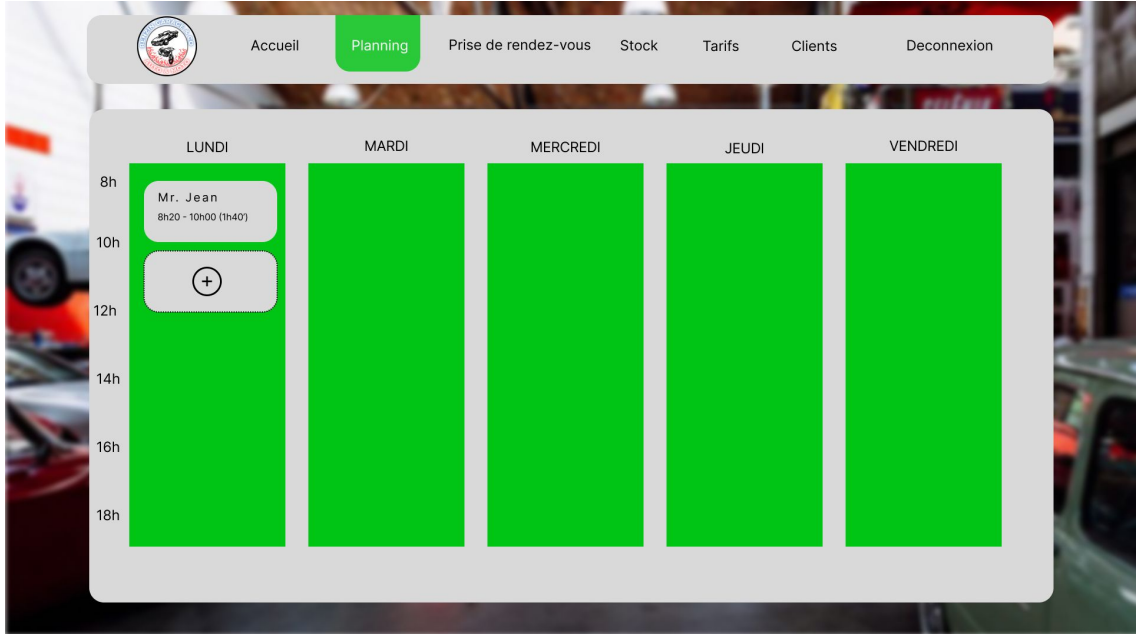 Accueil
Planning
Prise de rendez-vous
Stock
Tarifs
Clients
Deconnexion
LUNDI
MARDI
MERCREDI
JEUDI
VENDREDI
8h
Mr. Jean
8h20 - 10h00 (1h40')
10h
+
12h
14h
16h
18h